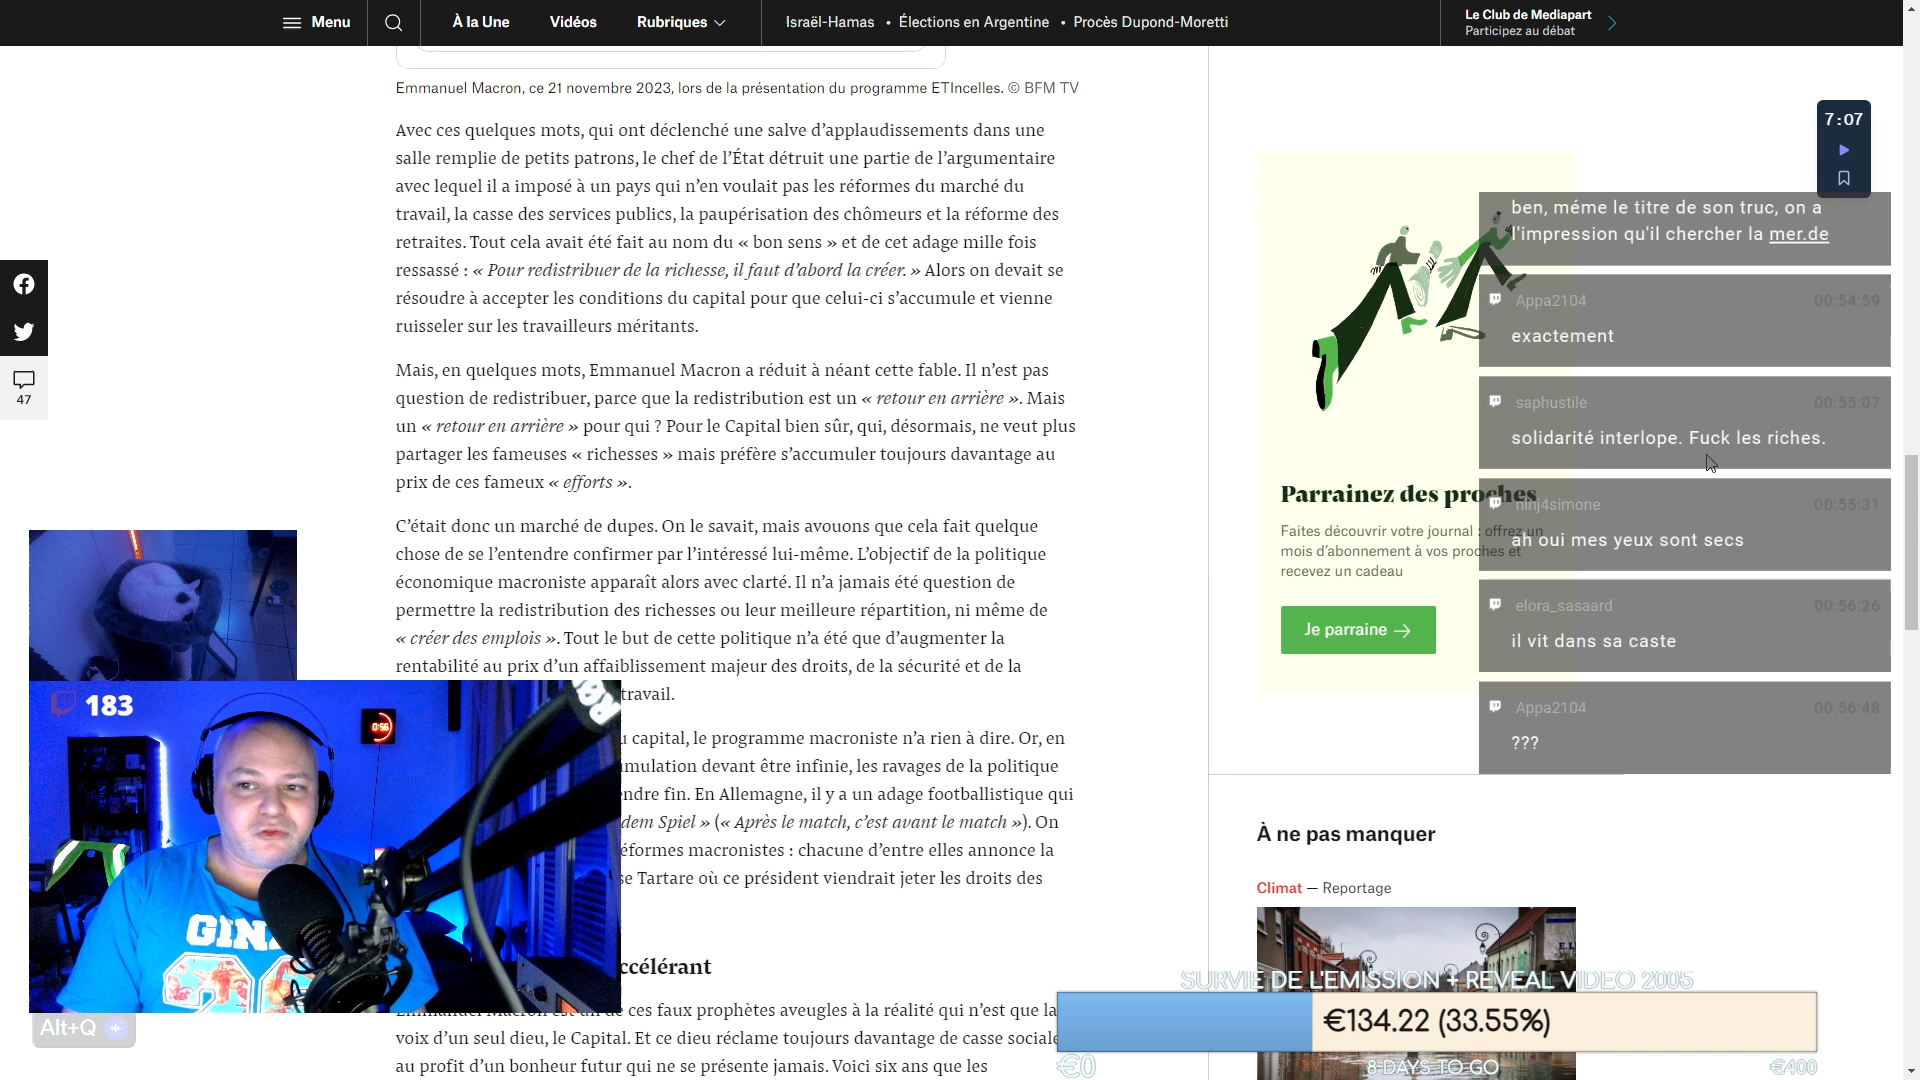 Menu
À la Une
Vidéos
Rubriques
Israël-Hamas • Élections en Argentine • Procès Dupond-Moretti
Le Club de Mediapart
Participez au débat
Emmanuel Macron, ce 21 novembre 2023, lors de la présentation du programme ETIncelles. © BFM TV
Avec ces quelques mots, qui ont déclenché une salve d’applaudissements dans une
salle remplie de petits patrons, le chef de l’État détruit une partie de l’argumentaire
avec lequel il a imposé à un pays qui n’en voulait pas les réformes du marché du
travail, la casse des services publics, la paupérisation des chômeurs et la réforme des
retraites. Tout cela avait été fait au nom du « bon sens » et de cet adage mille fois
ressassé : « Pour redistribuer de la richesse, il faut d’abord la créer. » Alors on devait se
résoudre à accepter les conditions du capital pour que celui-ci s’accumule et vienne
ruisseler sur les travailleurs méritants.
Mais, en quelques mots, Emmanuel Macron a réduit à néant cette fable. Il n’est pas
question de redistribuer, parce que la redistribution est un « retour en arrière ». Mais
un « retour en arrière » pour qui ? Pour le Capital bien sûr, qui, désormais, ne veut plus
partager les fameuses « richesses » mais préfère s’accumuler toujours davantage au
prix de ces fameux « efforts ».
C’était donc un marché de dupes. On le savait, mais avouons que cela fait quelque
chose de se l’entendre confirmer par l’intéressé lui-même. L’objectif de la politique
économique macroniste apparaît alors avec clarté. Il n’a jamais été question de
permettre la redistribution des richesses ou leur meilleure répartition, ni même de
« créer des emplois ». Tout le but de cette politique n’a été que d’augmenter la
rentabilité au prix d’un affaiblissement majeur des droits, de la sécurité et de la
travail.
u capital, le programme macroniste n’a rien à dire. Or, en
mulation devant être infinie, les ravages de la politique
endre fin. En Allemagne, il y a un adage footballistique qui
dem Spiel » (« Après le match, c’est avant le match »). On
éformes macronistes : chacune d’entre elles annonce la
se Tartare où ce président viendrait jeter les droits des
ccélérant
Emmanuel Macron est un de ces faux prophètes aveugles à la réalité qui n’est que la
voix d’un seul dieu, le Capital. Et ce dieu réclame toujours davantage de casse sociale
au profit d’un bonheur futur qui ne se présente jamais. Voici six ans que les
47
183
0:56
GIN
Alt+Q
7:07
ben, méme le titre de son truc, on a
l'impression qu'il chercher la mer.de
Appa2104 00:54:59
exactement
saphustile 00:55:07
solidarité interlope. Fuck les riches.
ninj4simone 00:55:31
ah oui mes yeux sont secs
elora_sasaard 00:56:26
il vit dans sa caste
Appa2104 00:56:48
???
Parrainez des proches
Faites découvrir votre journal : offrez un
mois d’abonnement à vos proches et
recevez un cadeau
Je parraine
À ne pas manquer
Climat — Reportage
SURVIE DE L'EMISSION + REVEAL VIDEO 2005
€134.22 (33.55%)
€0
8 DAYS TO GO
€400